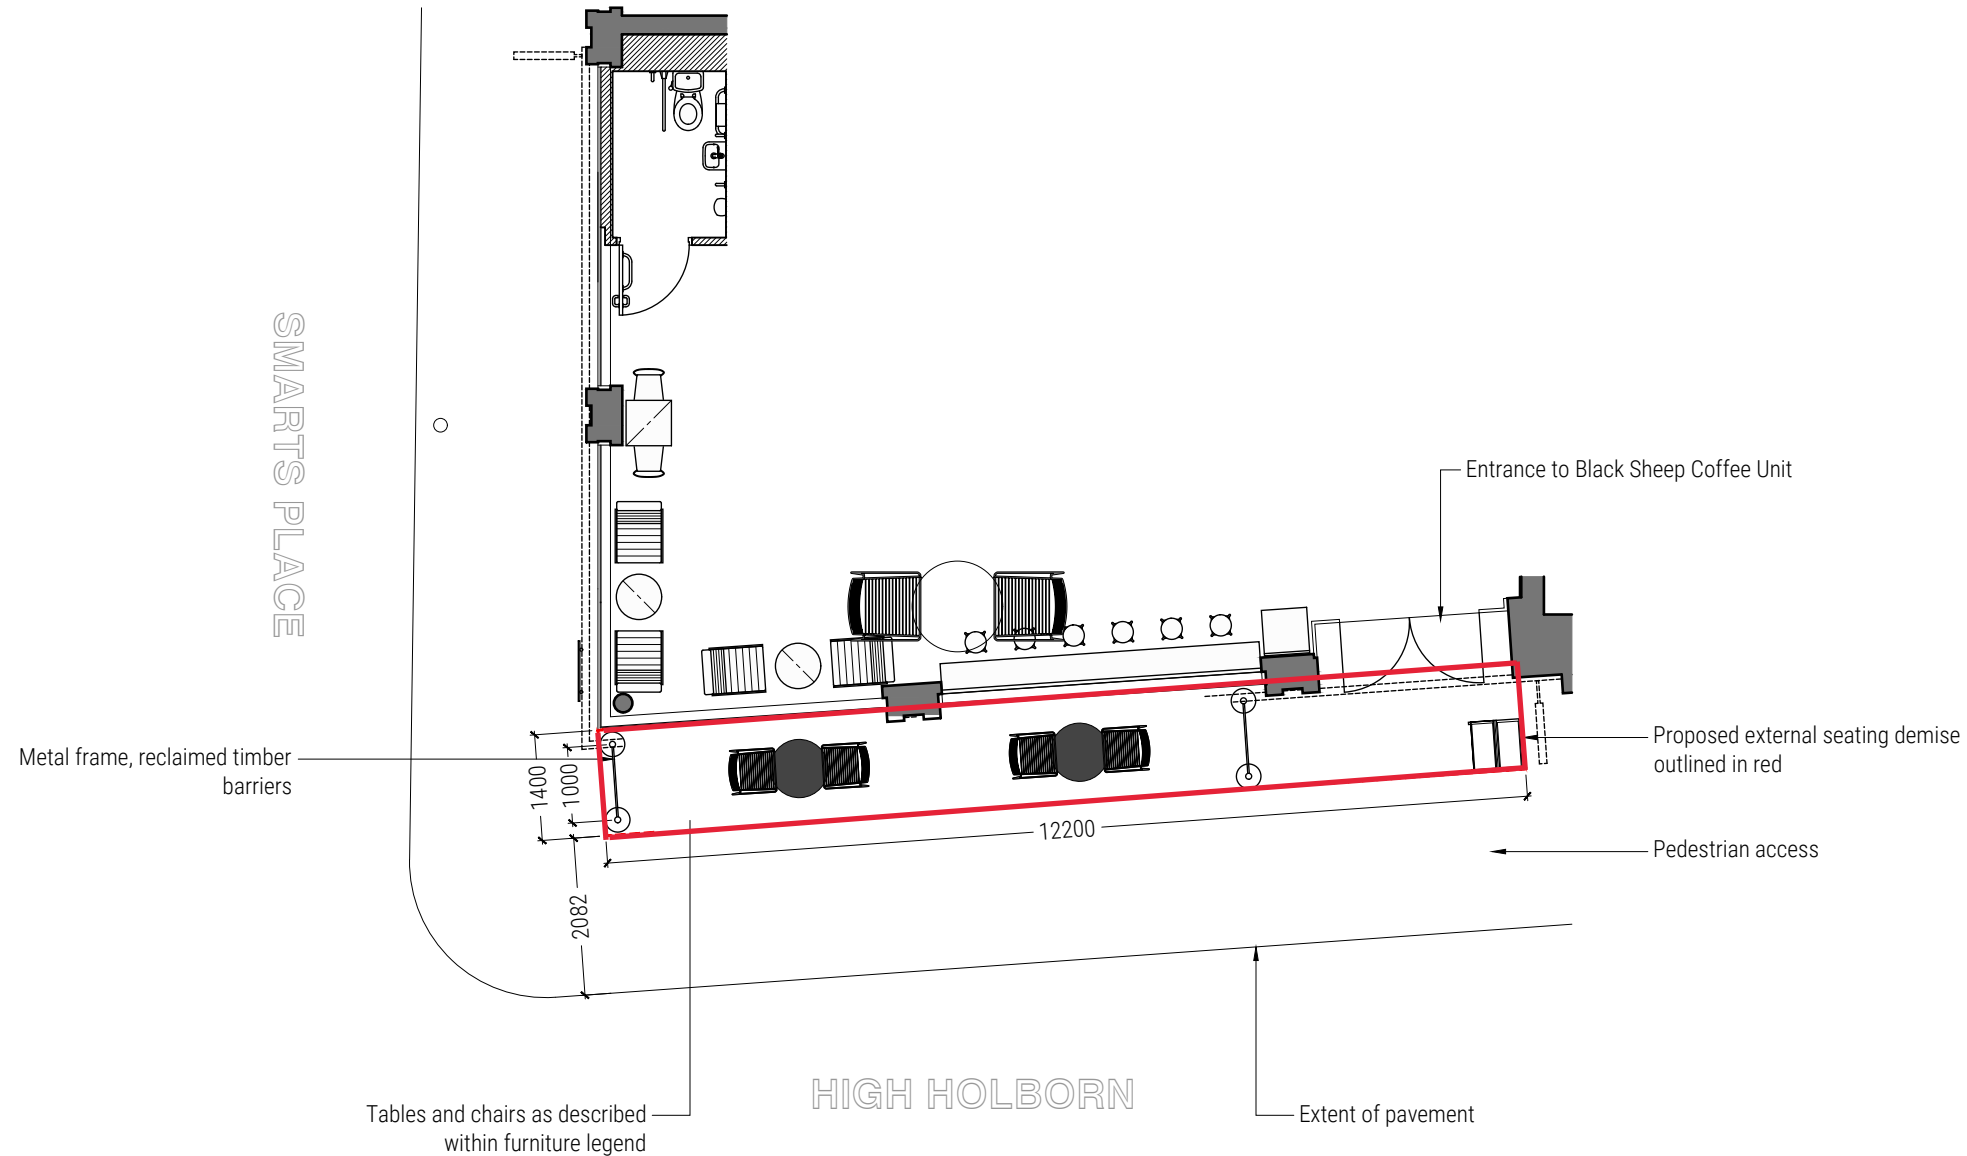 SMARTS PLACE
Entrance to Black Sheep Coffee Unit
Metal frame, reclaimed timber
barriers
1400
1000
Proposed external seating demise
outlined in red
12200
Pedestrian access
2082
HIGH HOLBORN
Tables and chairs as described
within furniture legend
Extent of pavement